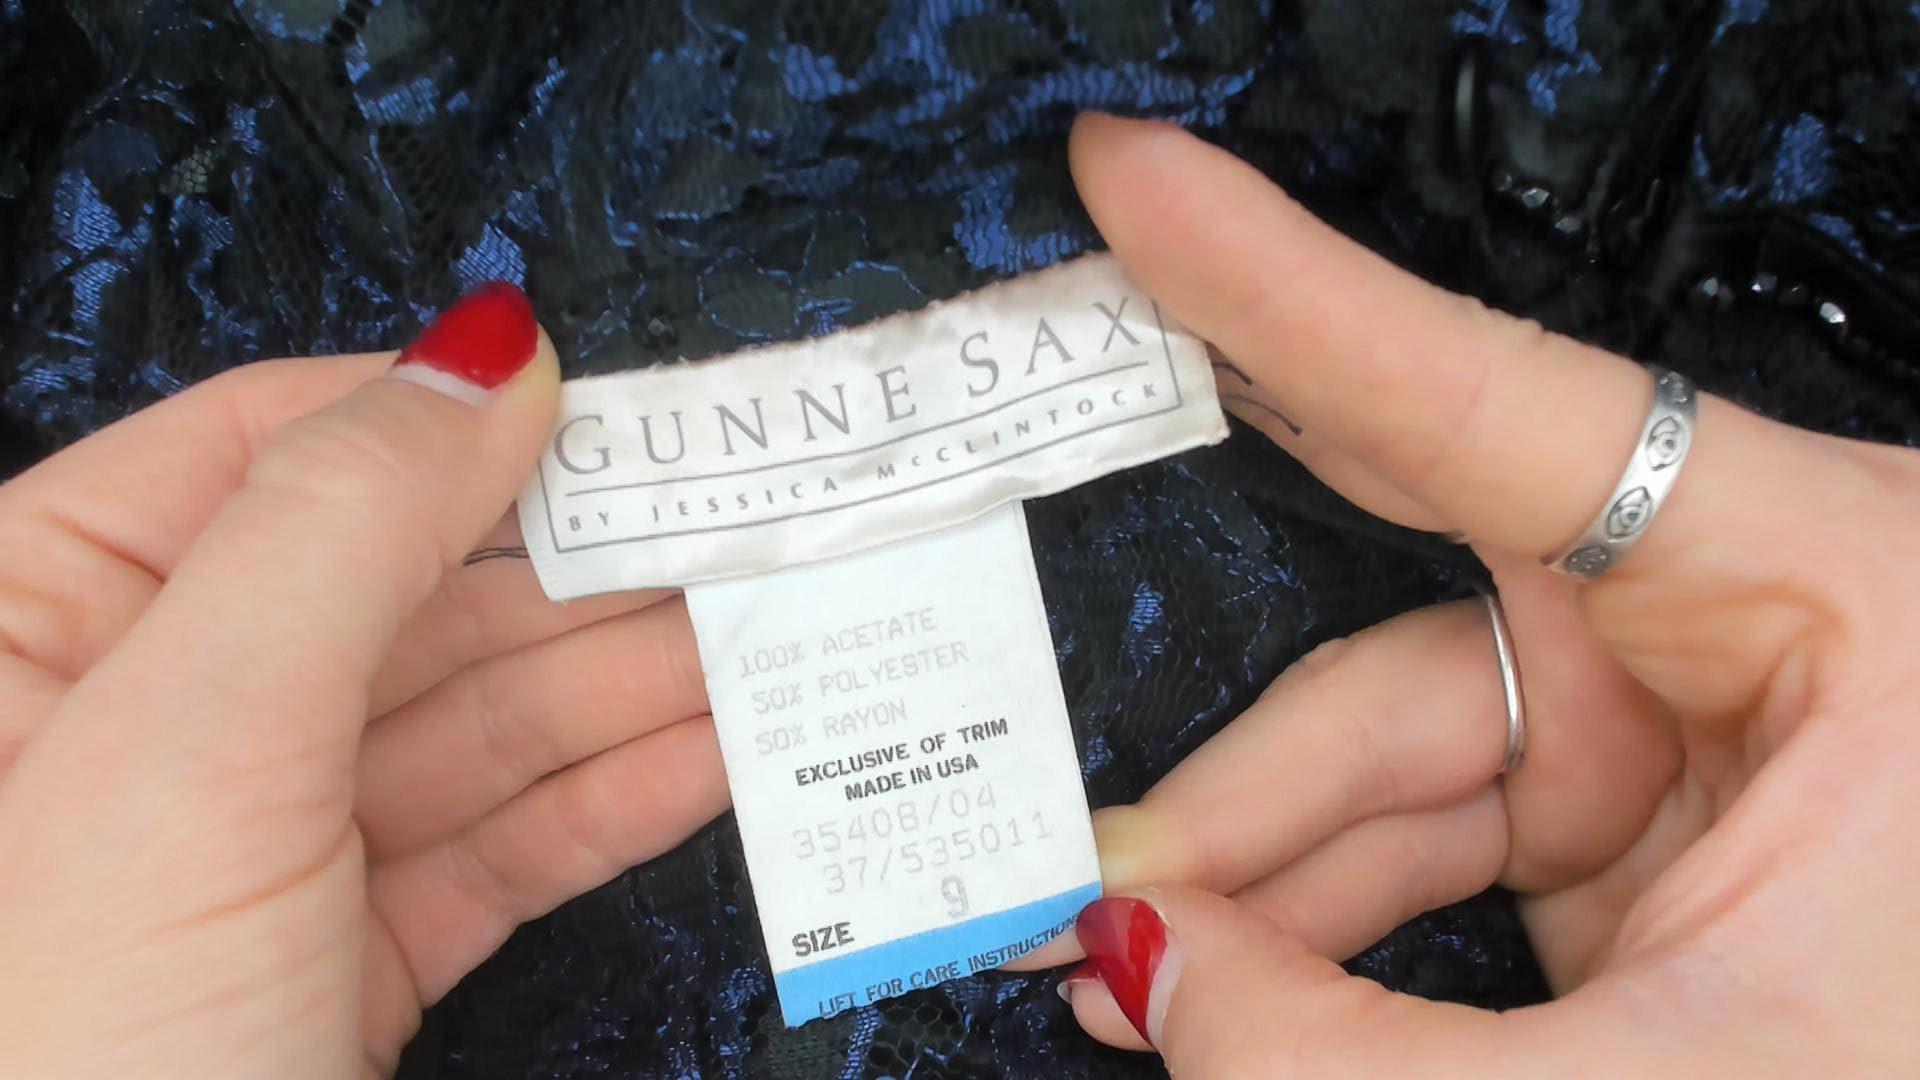 GUNNE SAX
BY JESSICA McCLINTOCK
100% ACETATE
50% POLYESTER
50% RAYON
EXCLUSIVE OF TRIM
MADE IN USA
35408/04
37/535011
9
SIZE
LIFT FOR CARE INSTRUCTION